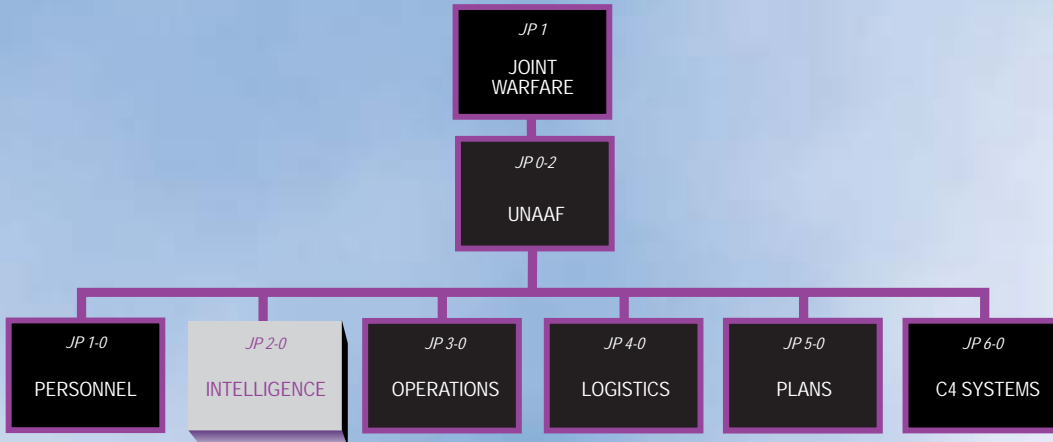 JP 1
JOINT
WARFARE
JP 0-2
UNAAF
JP 1-0
PERSONNEL
JP 2-0
INTELLIGENCE
JP 3-0
OPERATIONS
JP 4-0
LOGISTICS
JP 5-0
PLANS
JP 6-0
C4 SYSTEMS